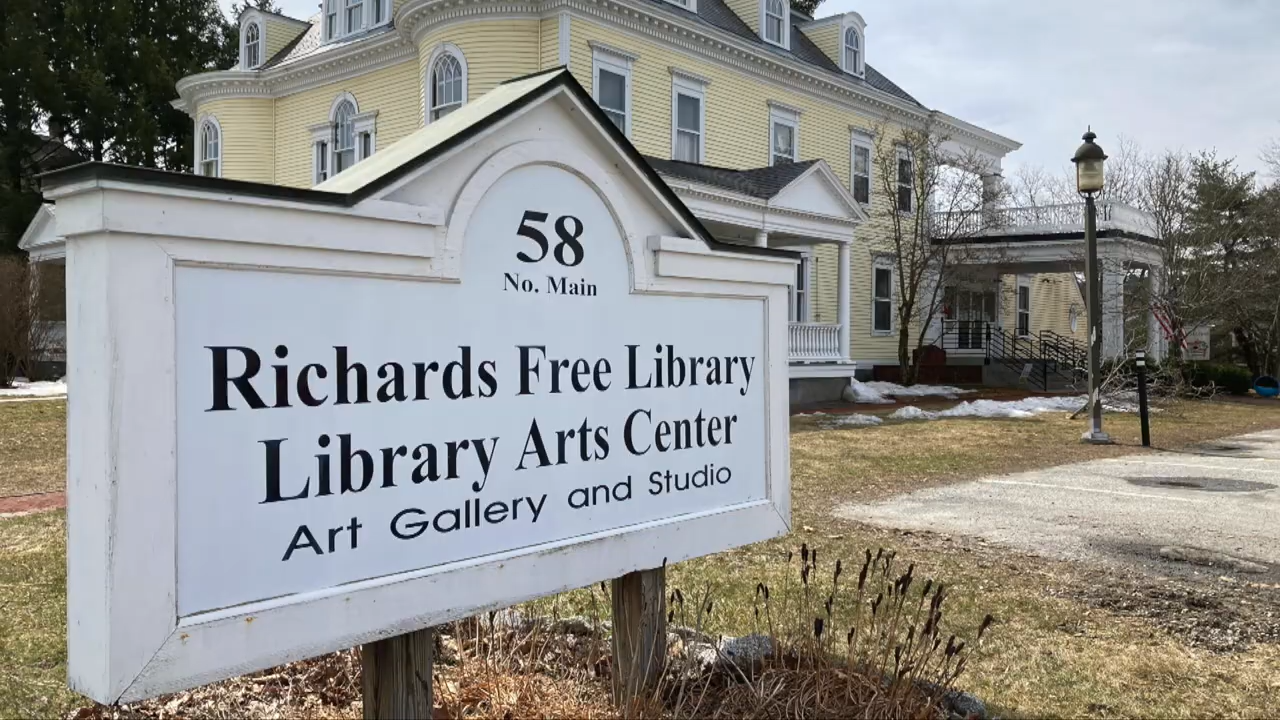 58
No. Main
Richards Free Library
Library Arts Center
Art Gallery and Studio